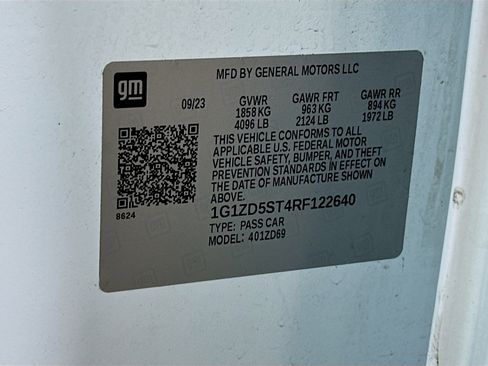 MFD BY GENERAL MOTORS LLC
gm
09/23 GVWR GAWR FRT GAWR RR
1858 KG 963 KG 894 KG
4096 LB 2124 LB 1972 LB
THIS VEHICLE CONFORMS TO ALL
APPLICABLE U.S. FEDERAL MOTOR
VEHICLE SAFETY, BUMPER, AND THEFT
PREVENTION STANDARDS IN EFFECT ON
THE DATE OF MANUFACTURE SHOWN
ABOVE.
8624
1G1ZD5ST4RF122640
TYPE: PASS CAR
MODEL: 401ZD69